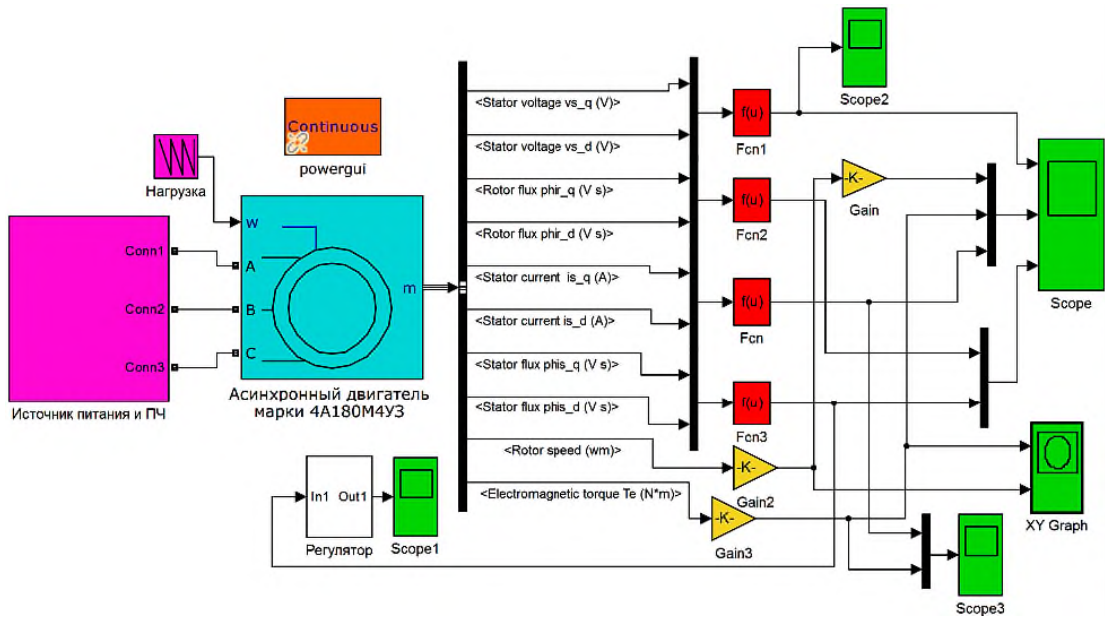 Scope2
<Stator voltage vs_q (V)>
Continuous
powergui
f(u)
Fcn1
<Stator voltage vs_d (V)>
Нагрузка
-K-
Gain
<Rotor flux phir_q (V s)>
f(u)
Fcn2
w
<Rotor flux phir_d (V s)>
Scope
Conn1
A
m
<Stator current is_q (A)>
f(u)
Fcn
Conn2
B
<Stator current is_d (A)>
Conn3
C
<Stator flux phis_q (V s)>
Источник питания и ПЧ
Асинхронный двигатель
марки 4А180М4У3
<Stator flux phis_d (V s)>
f(u)
Fcn3
<Rotor speed (wm)>
-K-
Gain2
XY Graph
In1 Out1
Регулятор
Scope1
<Electromagnetic torque Te (N*m)>
-K-
Gain3
Scope3